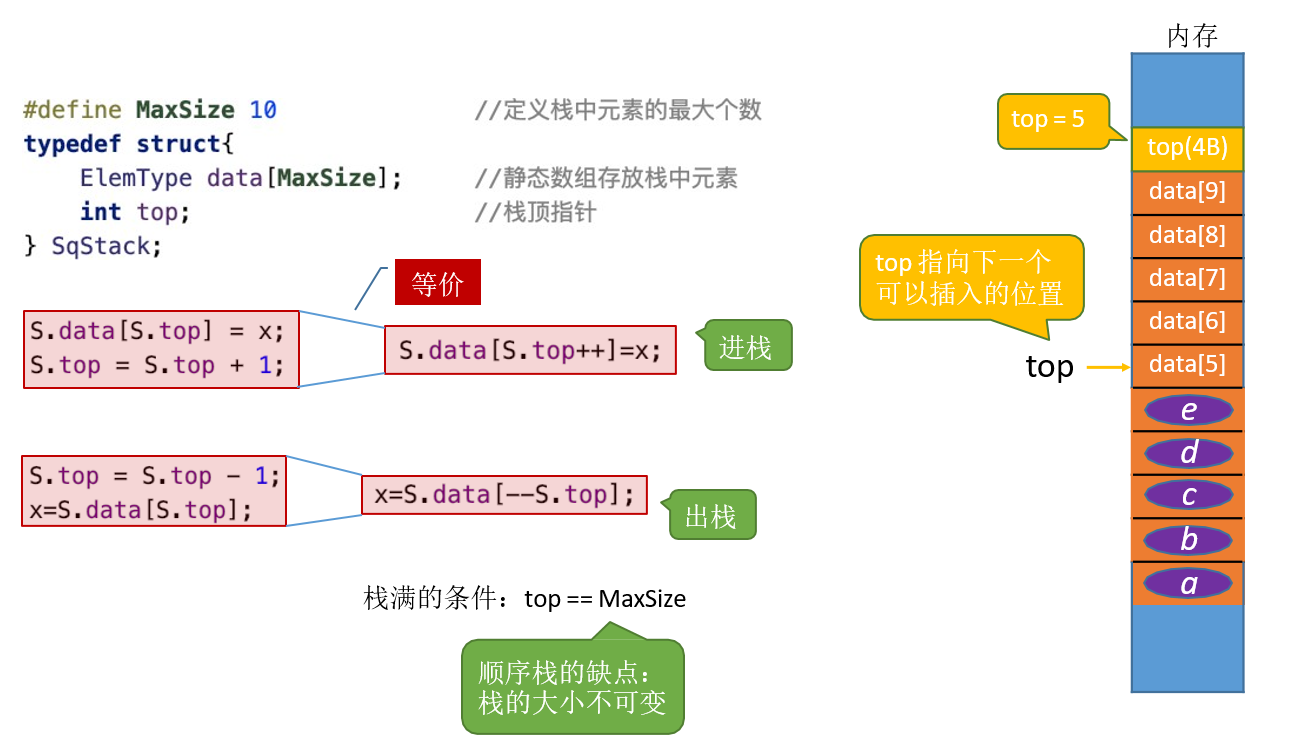 #define MaxSize 10 //定义栈中元素的最大个数
typedef struct{
ElemType data[MaxSize]; //静态数组存放栈中元素
int top; //栈顶指针
} SqStack;
等价
S.data[S.top] = x;
S.top = S.top + 1;
S.data[S.top++]=x;
进栈
S.top = S.top - 1;
x=S.data[S.top];
x=S.data[--S.top];
出栈
栈满的条件：top == MaxSize
顺序栈的缺点：
栈的大小不可变
内存
top = 5
top(4B)
data[9]
data[8]
data[7]
data[6]
data[5]
top 指向下一个
可以插入的位置
top
e
d
c
b
a